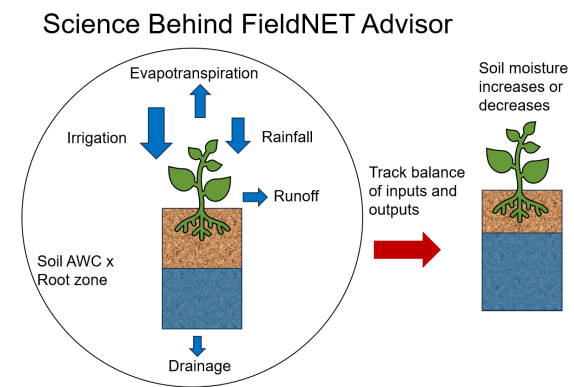 Science Behind FieldNET Advisor
Evapotranspiration
Irrigation
Rainfall
Runoff
Soil AWC x
Root zone
Drainage
Track balance
of inputs and
outputs
Soil moisture
increases or
decreases